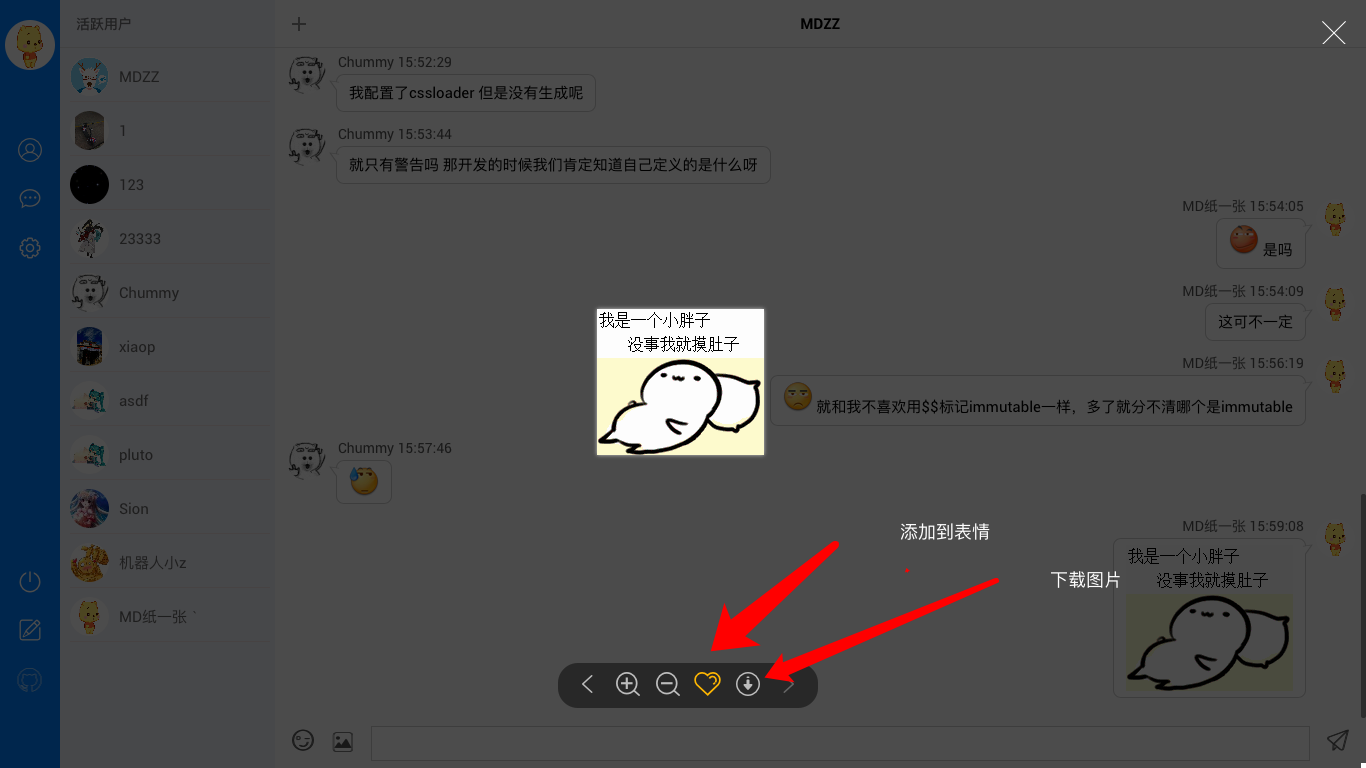 活跃用户
MDZZ
1
123
23333
Chummy
xiaop
asdf
pluto
Sion
机器人小z
MD纸一张 `
MDZZ
Chummy 15:52:29
我配置了cssloader 但是没有生成呢
Chummy 15:53:44
就只有警告吗 那开发的时候我们肯定知道自己定义的是什么呀
MD纸一张 15:54:05
是吗
MD纸一张 15:54:09
这可不一定
MD纸一张 15:56:19
就和我不喜欢用$$标记immutable一样，多了就分不清哪个是immutable
Chummy 15:57:46
我是一个小胖子
没事我就摸肚子
添加到表情
下载图片
MD纸一张 15:59:08
我是一个小胖子
没事我就摸肚子